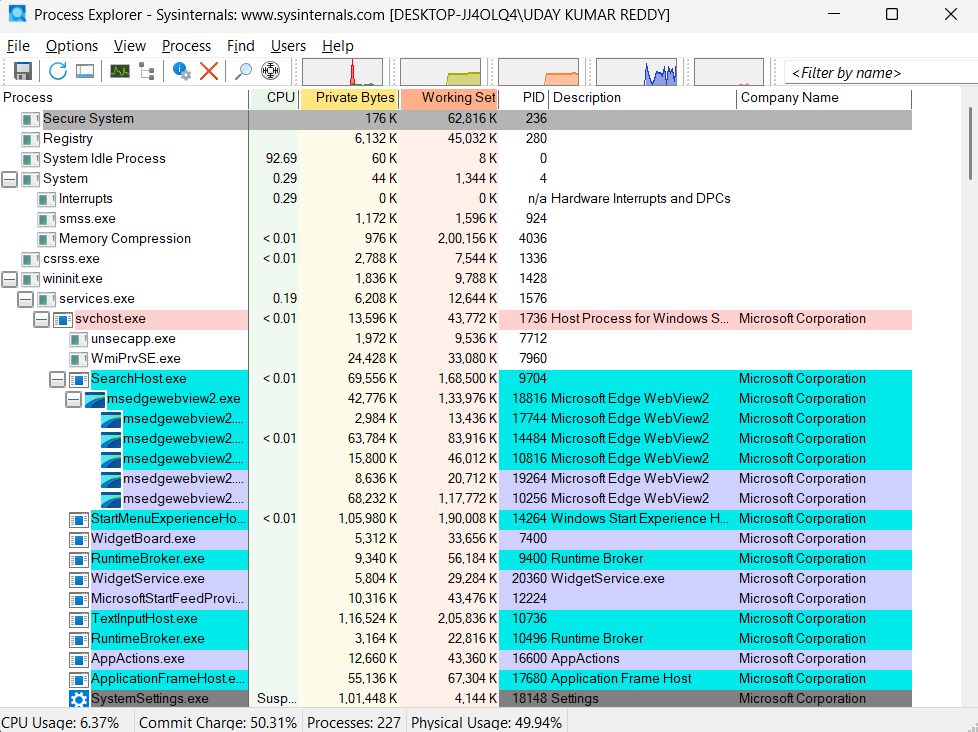 Process Explorer - Sysinternals: www.sysinternals.com [DESKTOP-JJ4OLQ4\UDAY KUMAR REDDY]
File Options View Process Find Users Help
<Filter by name>
Process CPU Private Bytes Working Set PID Description Company Name
Secure System 176 K 62,816 K 236
Registry 6,132 K 45,032 K 280
System Idle Process 92.69 60 K 8 K 0
System 0.29 44 K 1,344 K 4
Interrupts 0.29 0 K 0 K n/a Hardware Interrupts and DPCs
smss.exe 1,172 K 1,596 K 924
Memory Compression < 0.01 976 K 2,00,156 K 4036
csrss.exe < 0.01 2,788 K 7,544 K 1336
wininit.exe 1,836 K 9,788 K 1428
services.exe 0.19 6,208 K 12,644 K 1576
svchost.exe < 0.01 13,596 K 43,772 K 1736 Host Process for Windows S... Microsoft Corporation
unsecapp.exe 1,972 K 9,536 K 7712
WmiPrvSE.exe 24,428 K 33,080 K 7960
SearchHost.exe < 0.01 69,556 K 1,68,500 K 9704 Microsoft Corporation
msedgewebview2.exe 42,776 K 1,33,976 K 18816 Microsoft Edge WebView2 Microsoft Corporation
msedgewebview2.... 2,984 K 13,436 K 17744 Microsoft Edge WebView2 Microsoft Corporation
msedgewebview2.... < 0.01 63,784 K 83,916 K 14484 Microsoft Edge WebView2 Microsoft Corporation
msedgewebview2.... 15,800 K 46,012 K 10816 Microsoft Edge WebView2 Microsoft Corporation
msedgewebview2.... 8,636 K 20,712 K 19264 Microsoft Edge WebView2 Microsoft Corporation
msedgewebview2.... 68,232 K 1,17,772 K 10256 Microsoft Edge WebView2 Microsoft Corporation
StartMenuExperienceHo... < 0.01 1,05,980 K 1,90,008 K 14264 Windows Start Experience H... Microsoft Corporation
WidgetBoard.exe 5,312 K 33,656 K 7400 Microsoft Corporation
RuntimeBroker.exe 9,340 K 56,184 K 9400 Runtime Broker Microsoft Corporation
WidgetService.exe 5,804 K 29,284 K 20360 WidgetService.exe Microsoft Corporation
MicrosoftStartFeedProvi... 10,316 K 43,476 K 12224 Microsoft Corporation
TextInputHost.exe 1,16,524 K 2,05,836 K 10736 Microsoft Corporation
RuntimeBroker.exe 3,164 K 22,816 K 10496 Runtime Broker Microsoft Corporation
AppActions.exe 12,660 K 43,360 K 16600 AppActions Microsoft Corporation
ApplicationFrameHost.e... 55,136 K 67,304 K 17680 Application Frame Host Microsoft Corporation
SystemSettings.exe Susp... 1,01,448 K 4,144 K 18148 Settings Microsoft Corporation
CPU Usage: 6.37% Commit Charge: 50.31% Processes: 227 Physical Usage: 49.94%